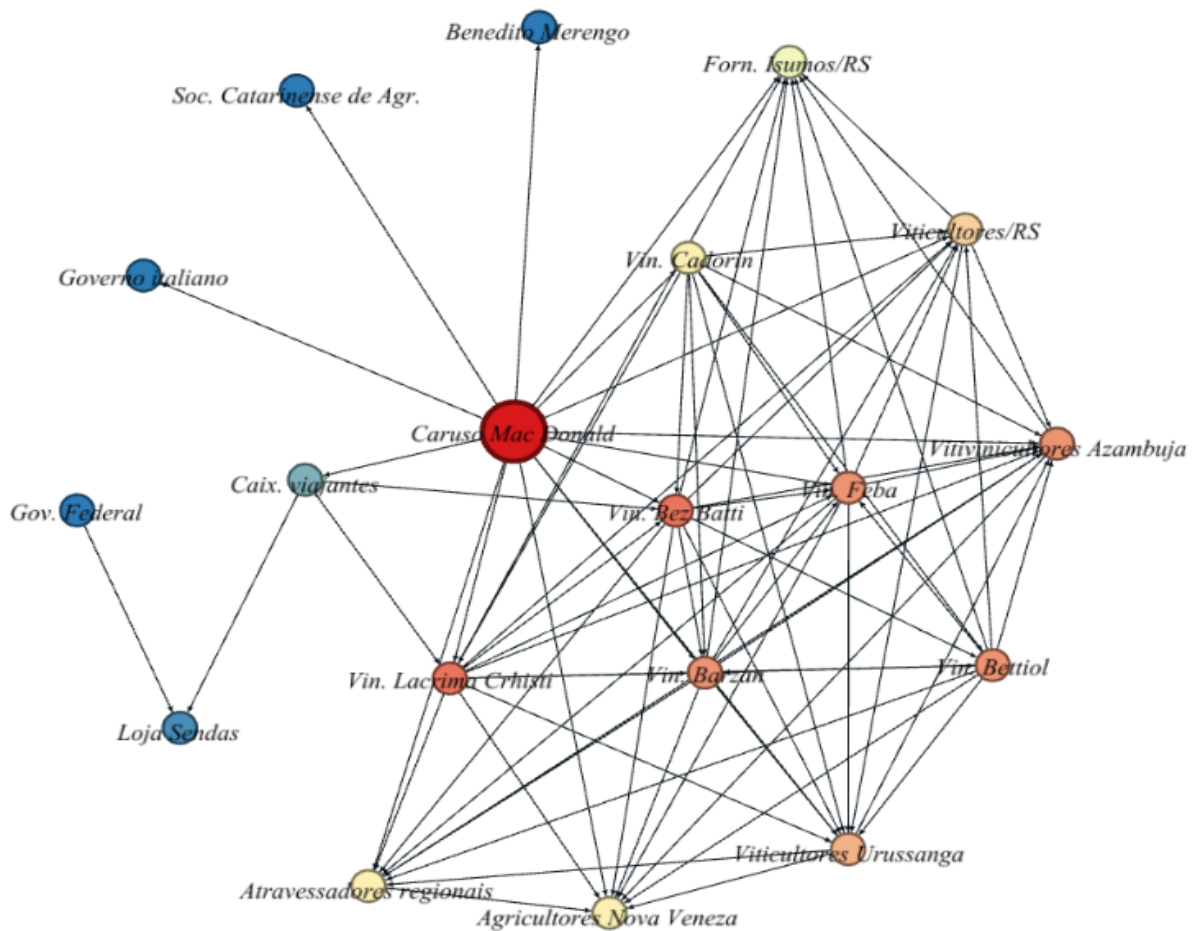 Benedito Merengo
Forn. Isumos/RS
Soc. Catarinense de Agr.
Viticultores/RS
Vin. Cadorin
Governo italiano
Caruso Mac Donald
Vitivinicultores Azambuja
Caix. viajantes
Vin. Feba
Gov. Federal
Vin. Bez Batti
Vin. Bettiol
Vin. Barzan
Vin. Lacrima Crhisti
Loja Sendas
Viticultores Urussanga
Atravessadores regionais
Agricultores Nova Veneza